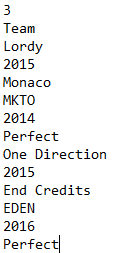 3
Team
Lordy
2015
Monaco
MKTO
2014
Perfect
One Direction
2015
End Credits
EDEN
2016
Perfect